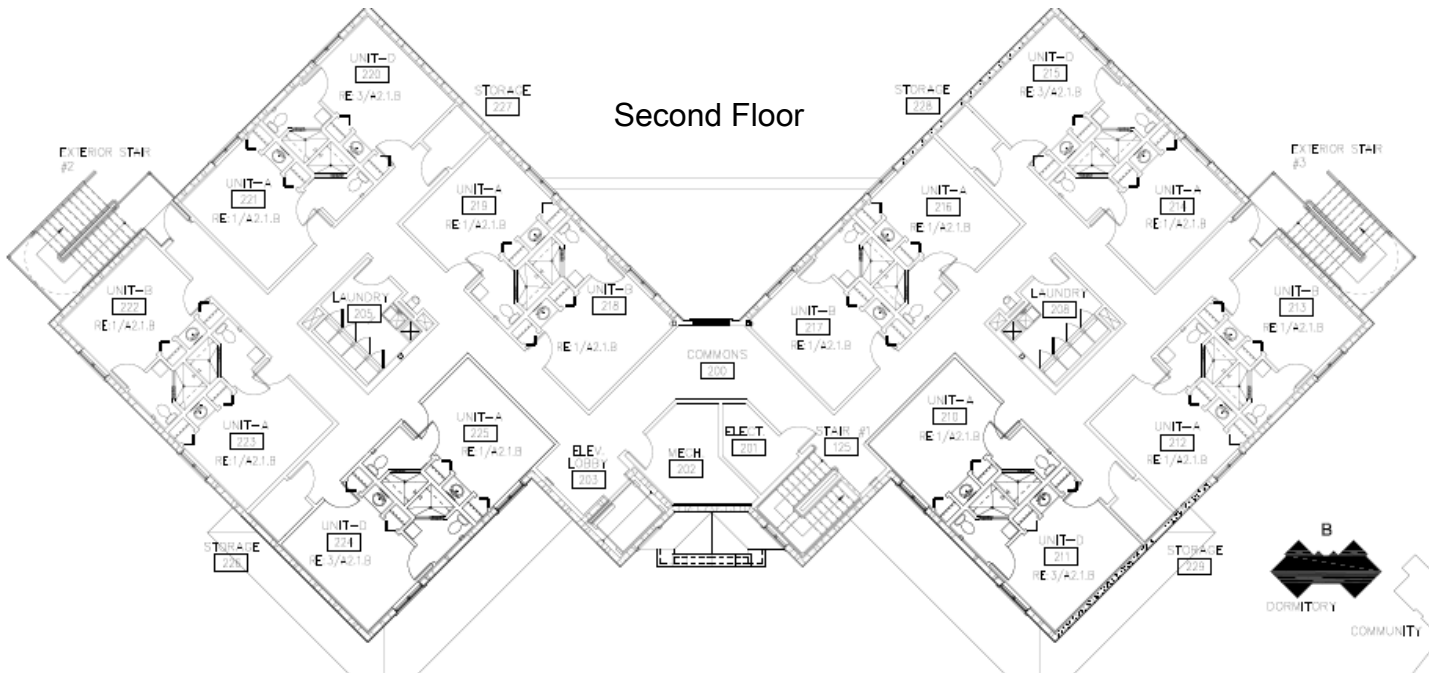 Second Floor
UNIT-D
220
RE: 3/A2.1.B
STORAGE
227
STORAGE
228
UNIT-D
215
RE: 3/A2.1.B
EXTERIOR STAIR
#2
EXTERIOR STAIR
#3
UNIT-A
221
RE: 1/A2.1.B
UNIT-A
219
RE: 1/A2.1.B
UNIT-A
216
RE: 1/A2.1.B
UNIT-A
214
RE: 1/A2.1.B
UNIT-B
222
RE: 1/A2.1.B
LAUNDRY
205
UNIT-B
218
RE: 1/A2.1.B
UNIT-B
217
RE: 1/A2.1.B
LAUNDRY
208
UNIT-B
213
RE: 1/A2.1.B
COMMONS
200
UNIT-A
223
RE: 1/A2.1.B
UNIT-A
225
RE: 1/A2.1.B
ELEV.
LOBBY
203
MECH.
202
ELECT.
201
STAIR #1
125
UNIT-A
210
RE: 1/A2.1.B
UNIT-A
212
RE: 1/A2.1.B
UNIT-D
224
RE: 3/A2.1.B
STORAGE
226
UNIT-D
211
RE: 3/A2.1.B
STORAGE
229
B
DORMITORY
COMMUNITY